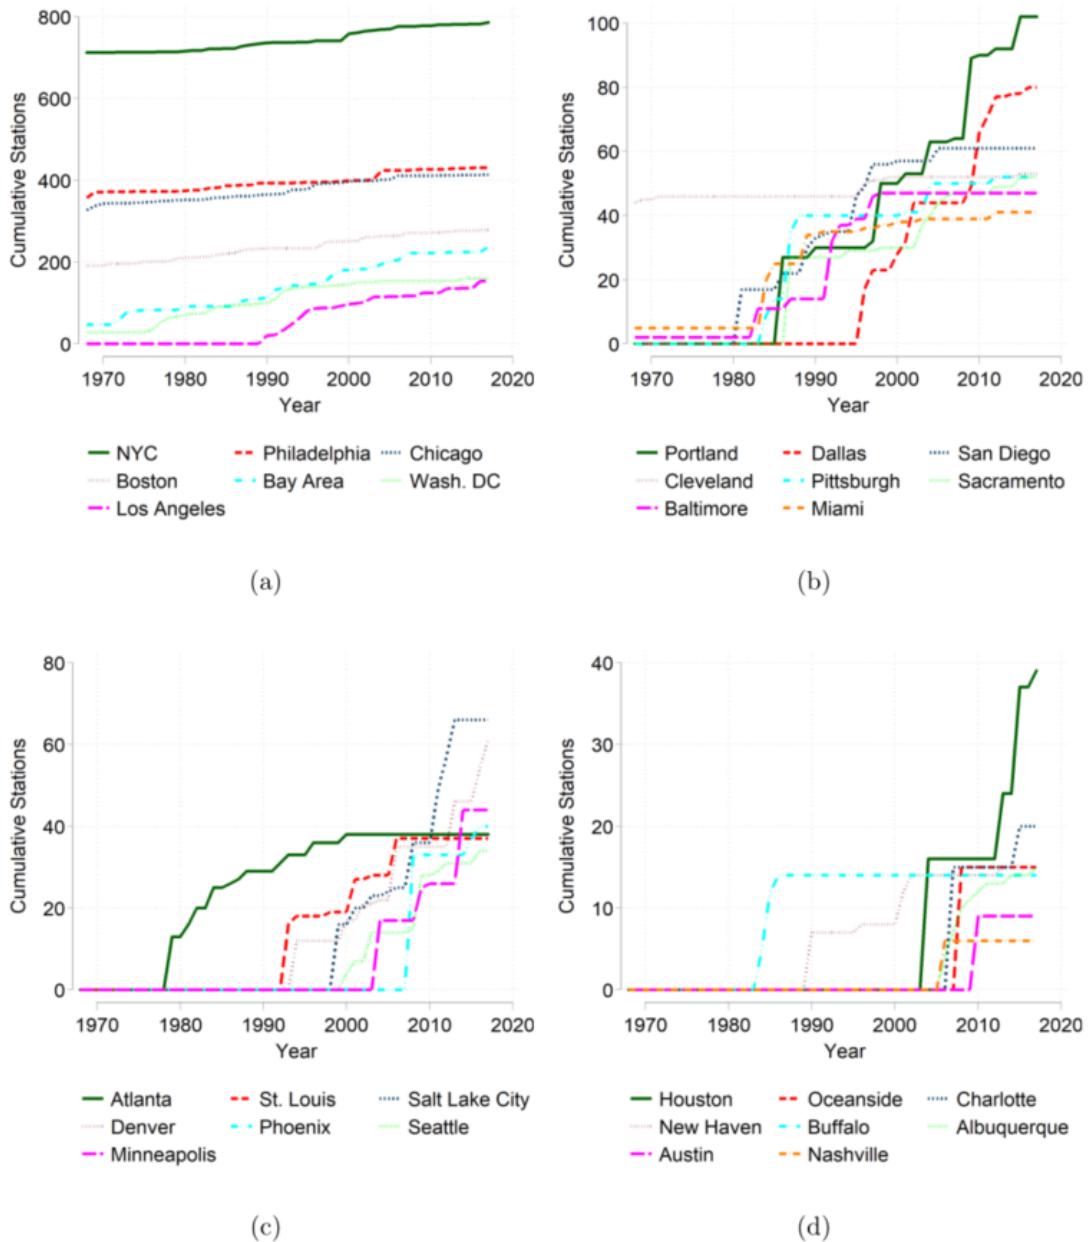 800
600
400
200
0
Cumulative Stations
1970 1980 1990 2000 2010 2020
Year
NYC Philadelphia Chicago
Boston Bay Area Wash. DC
Los Angeles
(a)
100
80
60
40
20
0
Cumulative Stations
1970 1980 1990 2000 2010 2020
Year
Portland Dallas San Diego
Cleveland Pittsburgh Sacramento
Baltimore Miami
(b)
80
60
40
20
0
Cumulative Stations
1970 1980 1990 2000 2010 2020
Year
Atlanta St. Louis Salt Lake City
Denver Phoenix Seattle
Minneapolis
(c)
40
30
20
10
0
Cumulative Stations
1970 1980 1990 2000 2010 2020
Year
Houston Oceanside Charlotte
New Haven Buffalo Albuquerque
Austin Nashville
(d)